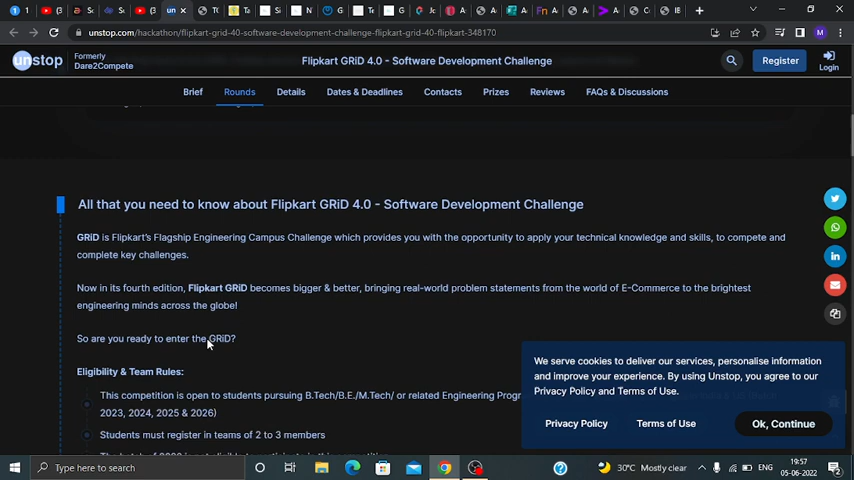 unstop.com/hackathon/flipkart-grid-40-software-development-challenge-flipkart-grid-40-flipkart-348170
unstop
Formerly
Dare2Compete
Flipkart GRiD 4.0 - Software Development Challenge
Register
Login
Brief
Rounds
Details
Dates & Deadlines
Contacts
Prizes
Reviews
FAQs & Discussions
All that you need to know about Flipkart GRiD 4.0 - Software Development Challenge
GRiD is Flipkart's Flagship Engineering Campus Challenge which provides you with the opportunity to apply your technical knowledge and skills, to compete and
complete key challenges.
Now in its fourth edition, Flipkart GRiD becomes bigger & better, bringing real-world problem statements from the world of E-Commerce to the brightest
engineering minds across the globe!
So are you ready to enter the GRiD?
Eligibility & Team Rules:
This competition is open to students pursuing B.Tech/B.E./M.Tech/ or related Engineering
2023, 2024, 2025 & 2026)
Students must register in teams of 2 to 3 members
We serve cookies to deliver our services, personalise information
and improve your experience. By using Unstop, you agree to our
Privacy Policy and Terms of Use.
Privacy Policy
Terms of Use
Ok, Continue
Type here to search
30°C Mostly clear
ENG
19:57
05-06-2022
2